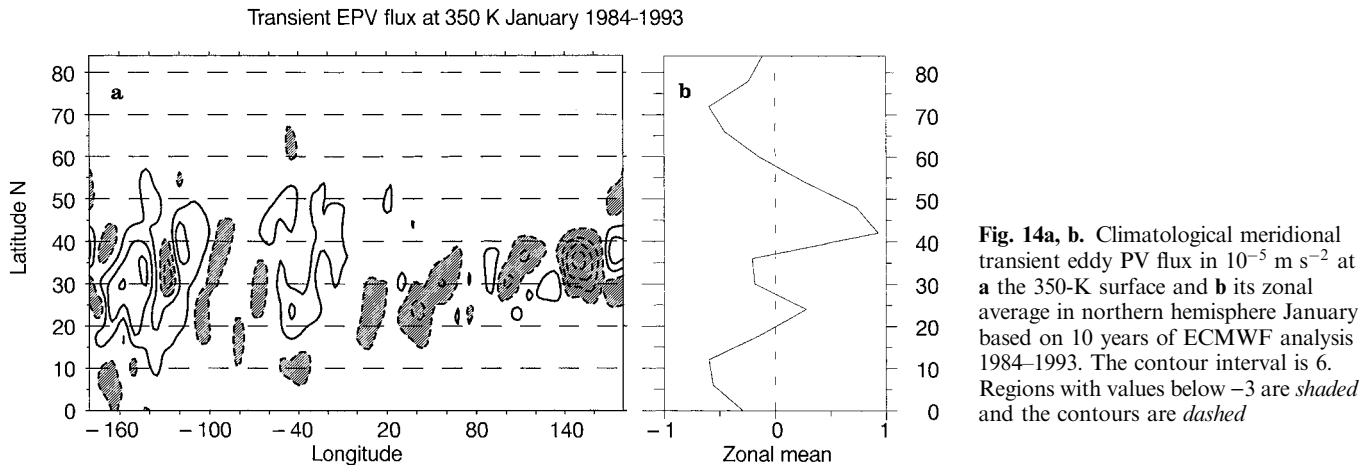 Transient EPV flux at 350 K January 1984-1993
a
80
70
60
50
40
30
20
10
0
Latitude N
-160 -100 -40 20 80 140
Longitude
b
80
70
60
50
40
30
20
10
0
-1 0 1
Zonal mean
Fig. 14a, b. Climatological meridional
transient eddy PV flux in 10⁻⁵ m s⁻² at
a the 350-K surface and b its zonal
average in northern hemisphere January
based on 10 years of ECMWF analysis
1984–1993. The contour interval is 6.
Regions with values below −3 are shaded
and the contours are dashed